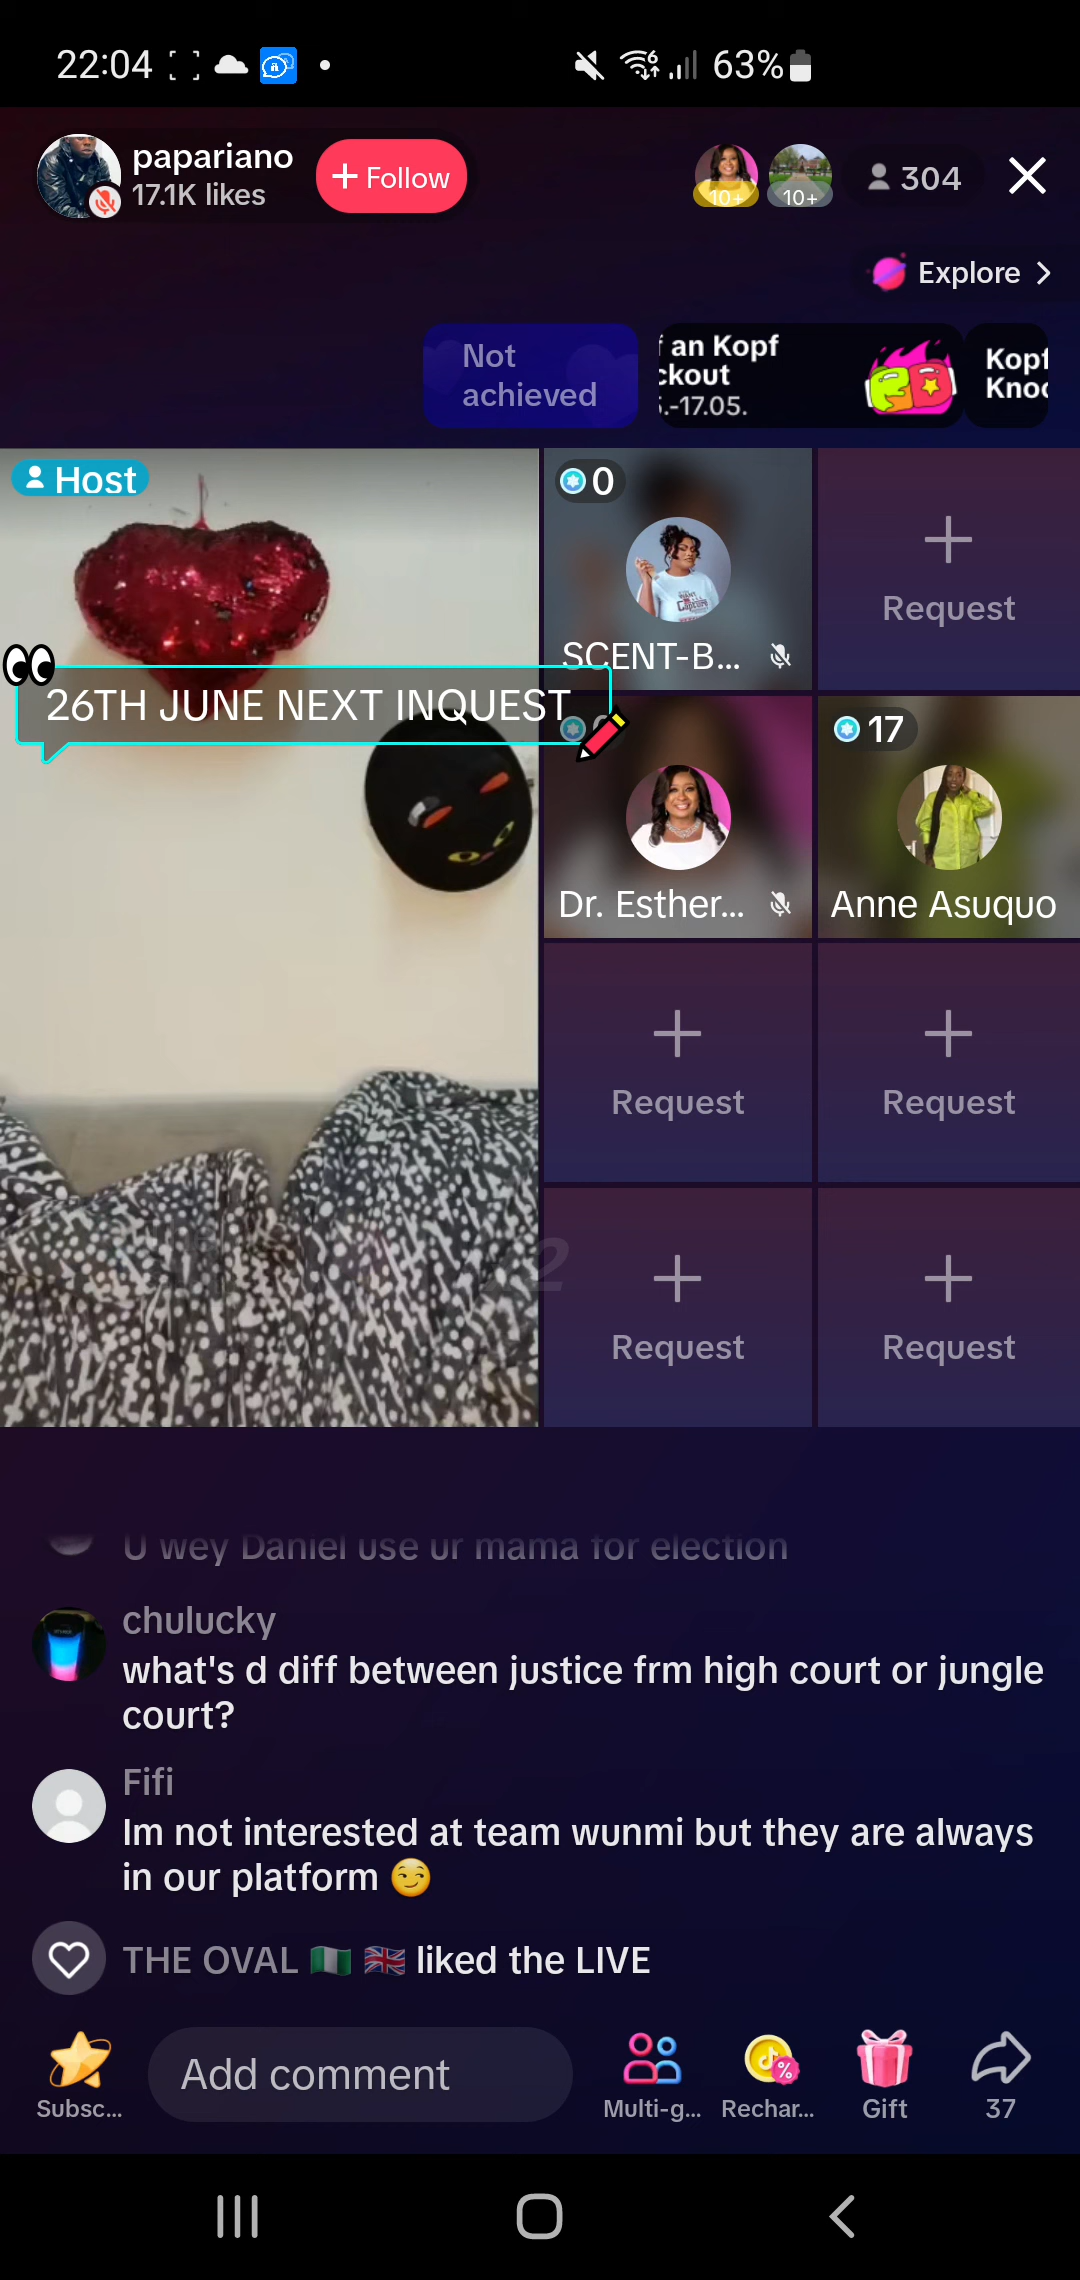 22:04
63%
papariano
17.1K likes
+ Follow
10+
10+
304
Explore
Not
achieved
f an Kopf
ckout
.-17.05.
Kopf
Knoc
Host
0
SCENT-B...
Request
26TH JUNE NEXT INQUEST
17
Dr. Esther...
Anne Asuquo
Request
Request
Request
Request
U wey Daniel use ur mama for election
chulucky
what's d diff between justice frm high court or jungle
court?
Fifi
Im not interested at team wunmi but they are always
in our platform 😏
THE OVAL 🇳🇬 🇬🇧 liked the LIVE
Subsc...
Add comment
Multi-g...
Rechar...
Gift
37